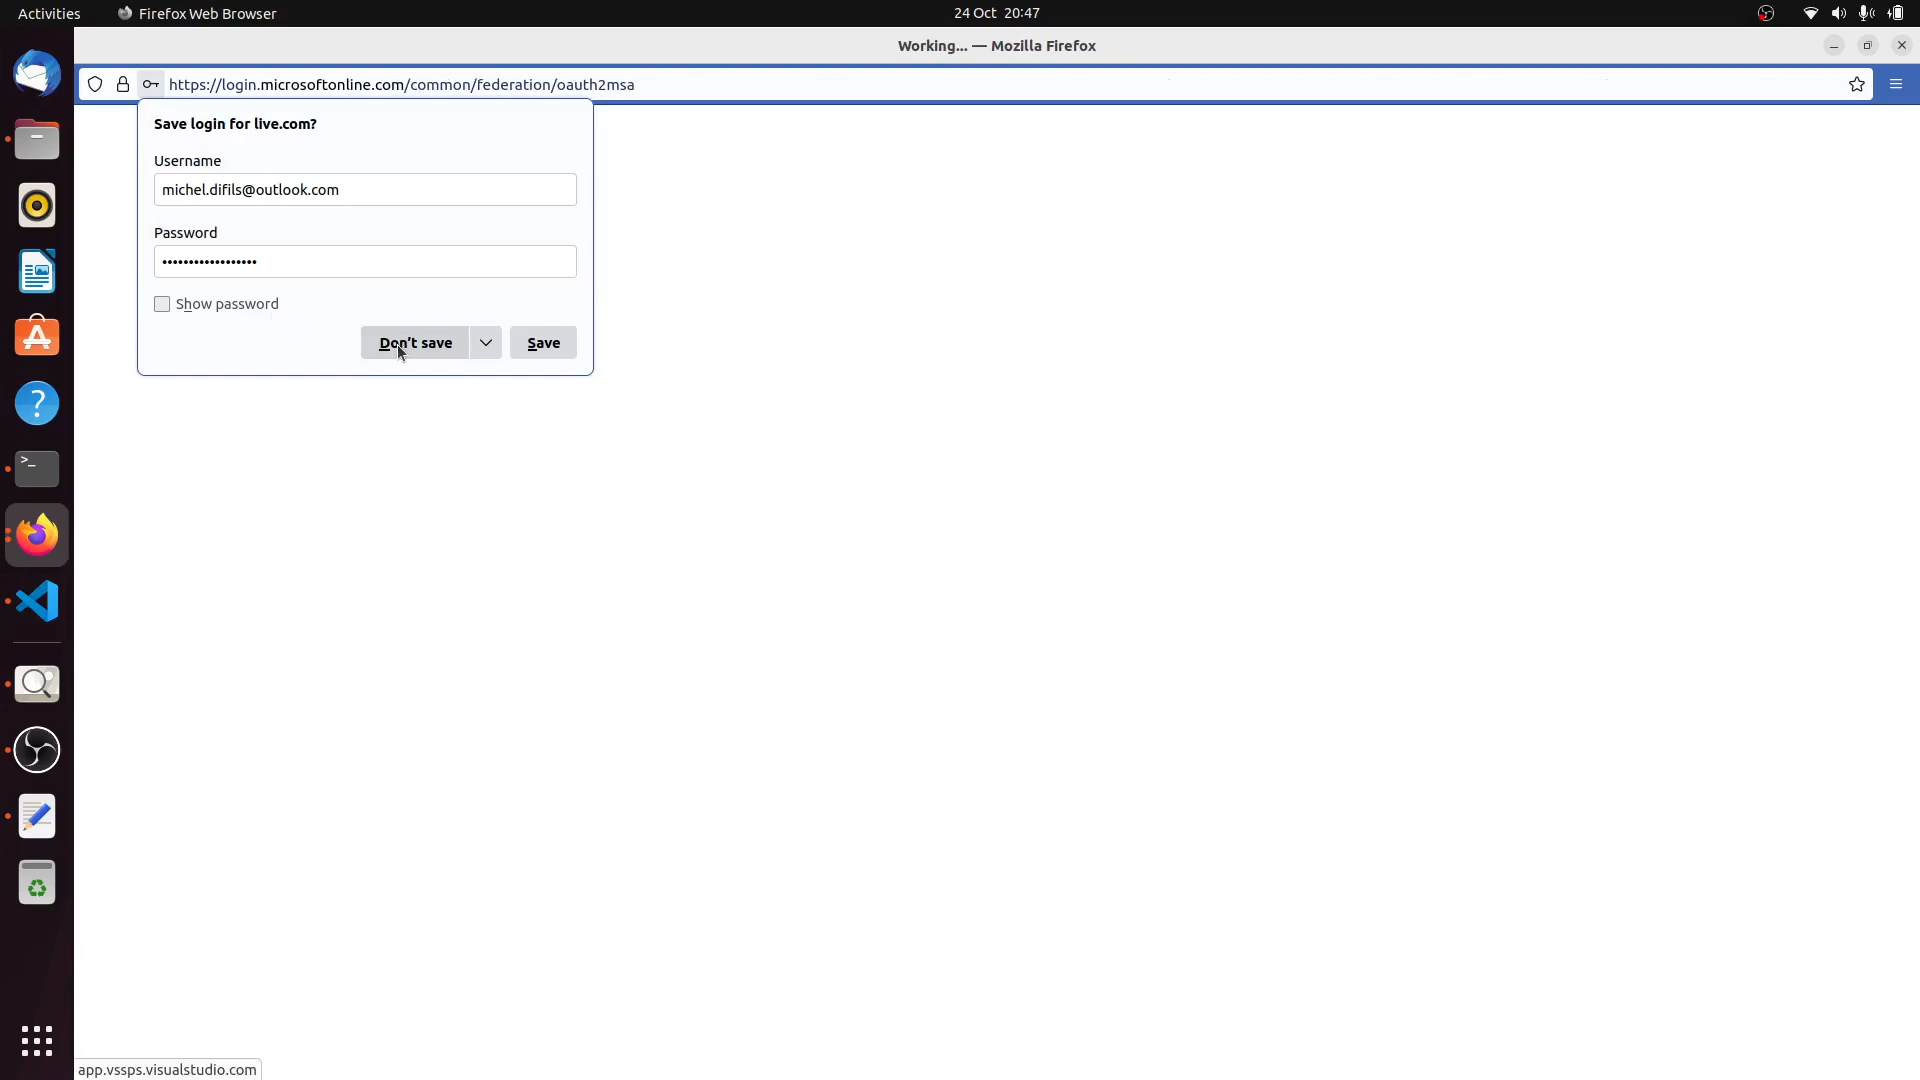 Activities
Firefox Web Browser
24 Oct 20:47
Working... — Mozilla Firefox
https://login.microsoftonline.com/common/federation/oauth2msa
Save login for live.com?
Username
michel.difils@outlook.com
Password
••••••••••••••••••
Show password
Don't save
Save
app.vssps.visualstudio.com